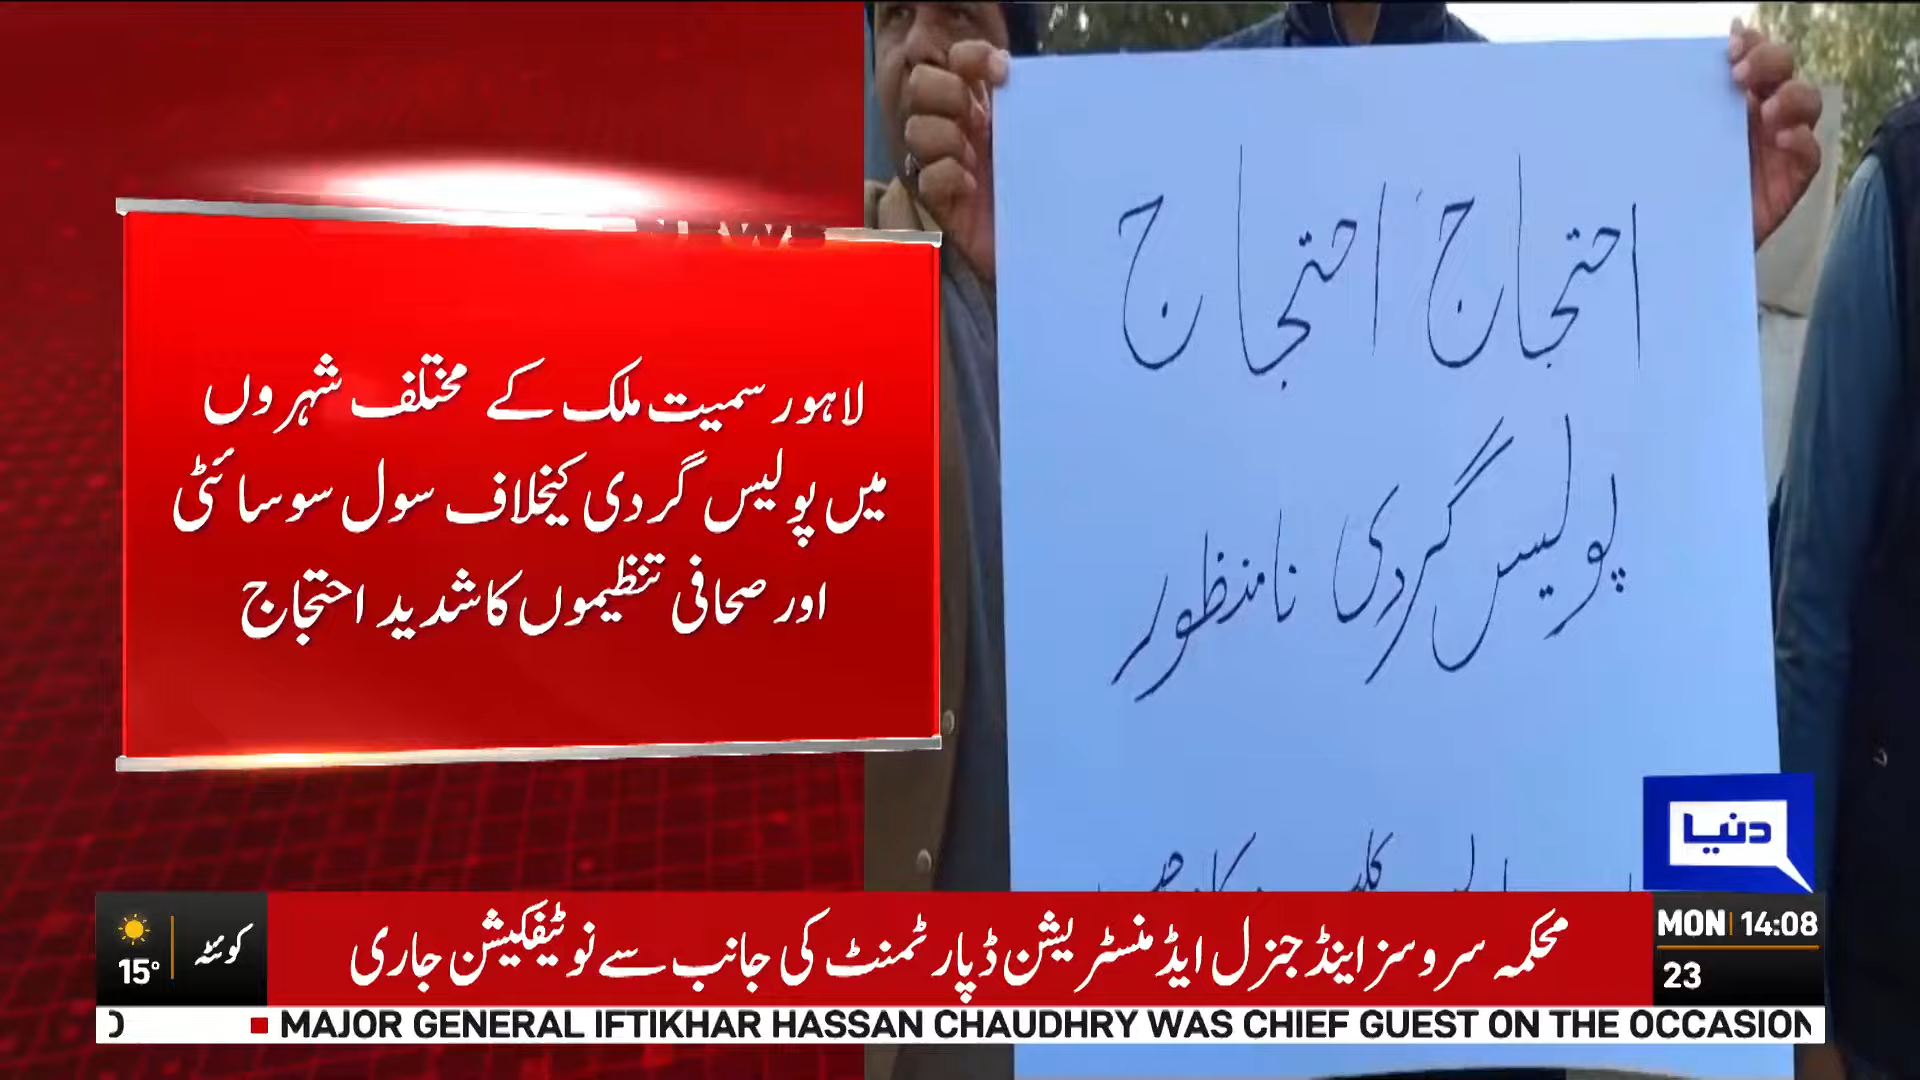 لاہور سمیت ملک کے مختلف شہروں
میں پولیس گردی کیخلاف سول سوسائٹی
اور صحافی تنظیموں کا شدید احتجاج
احتجاج احتجاج
پولیس گردی نامنظور
دنیا
15°
کوئٹہ
محکمہ سروسز اینڈ جنرل ایڈمنسٹریشن ڈپارٹمنٹ کی جانب سے نوٹیفکیشن جاری
MON 14:08
23
MAJOR GENERAL IFTIKHAR HASSAN CHAUDHRY WAS CHIEF GUEST ON THE OCCASION